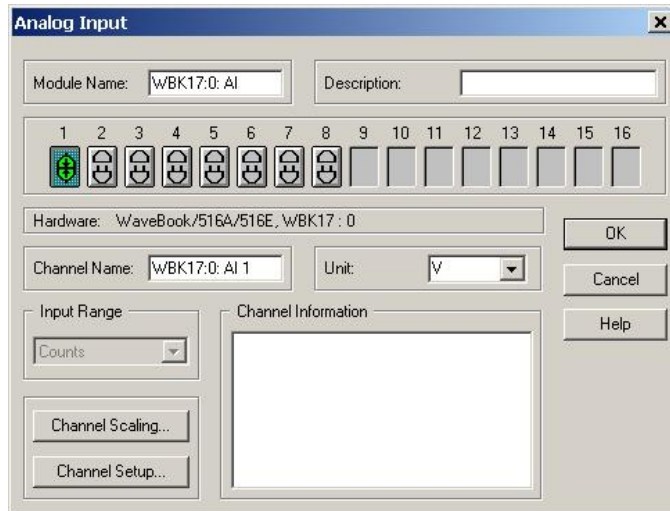 Analog Input
Module Name: WBK17:0: AI
Description:
1 2 3 4 5 6 7 8 9 10 11 12 13 14 15 16
Hardware: WaveBook/516A/516E, WBK17 : 0
OK
Channel Name: WBK17:0: AI 1
Unit: V
Cancel
Input Range
Channel Information
Help
Counts
Channel Scaling...
Channel Setup...